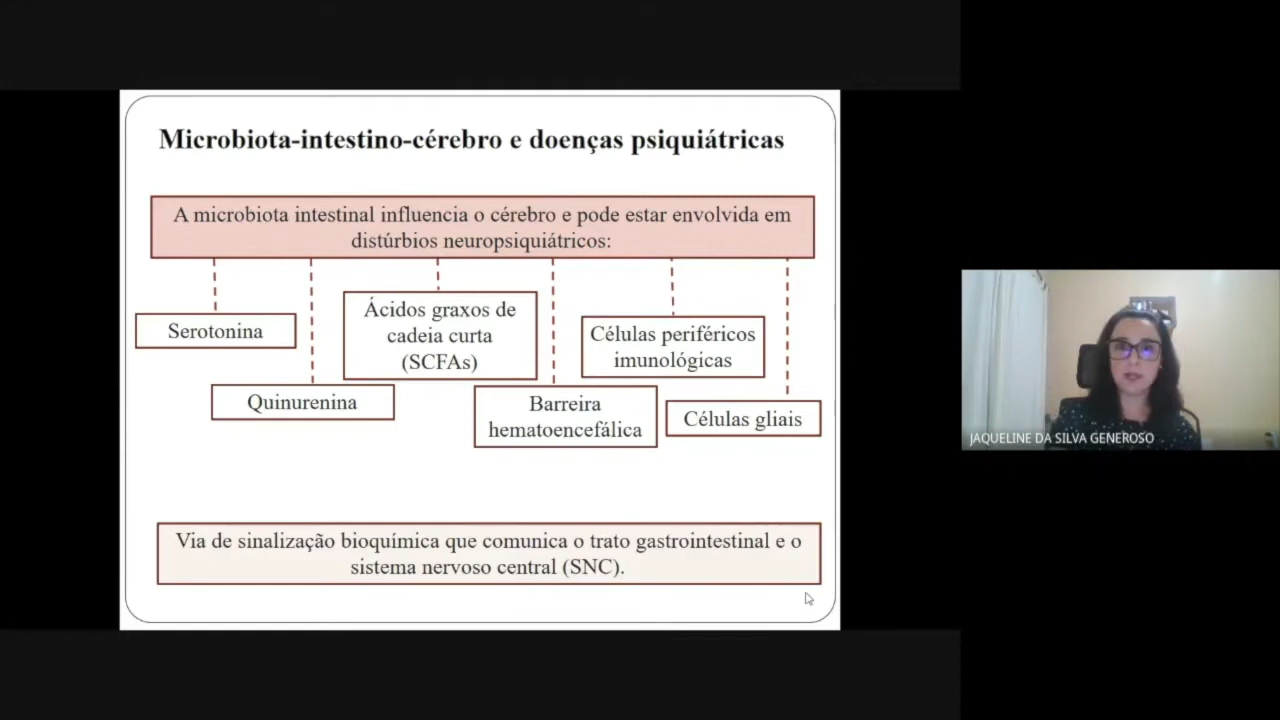 Microbiota-intestino-cérebro e doenças psiquiátricas
A microbiota intestinal influencia o cérebro e pode estar envolvida em
distúrbios neuropsiquiátricos:
Serotonina
Quinurenina
Ácidos graxos de
cadeia curta
(SCFAs)
Barreira
hematoencefálica
Células periféricos
imunológicas
Células gliais
Via de sinalização bioquímica que comunica o trato gastrointestinal e o
sistema nervoso central (SNC).
JAQUELINE DA SILVA GENEROSO